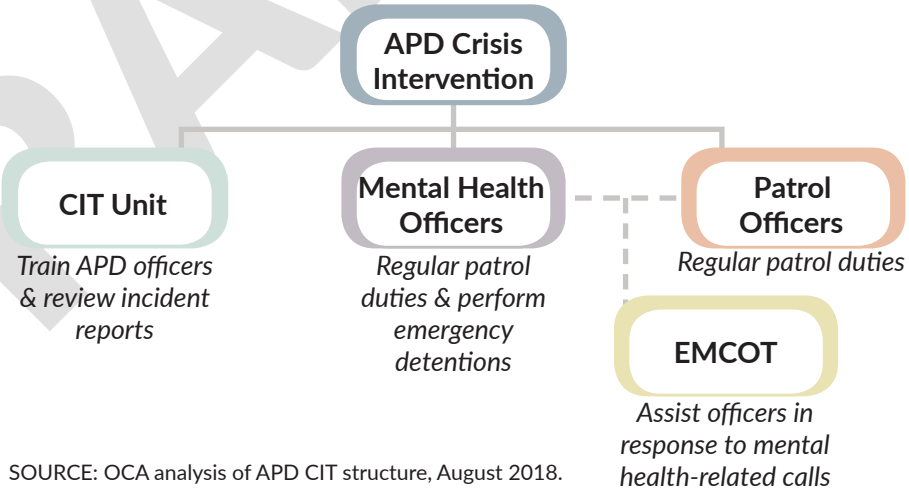 APD Crisis
Intervention
CIT Unit
Train APD officers
& review incident
reports
Mental Health
Officers
Regular patrol
duties & perform
emergency
detentions
Patrol
Officers
Regular patrol duties
EMCOT
Assist officers in
response to mental
health-related calls
SOURCE: OCA analysis of APD CIT structure, August 2018.